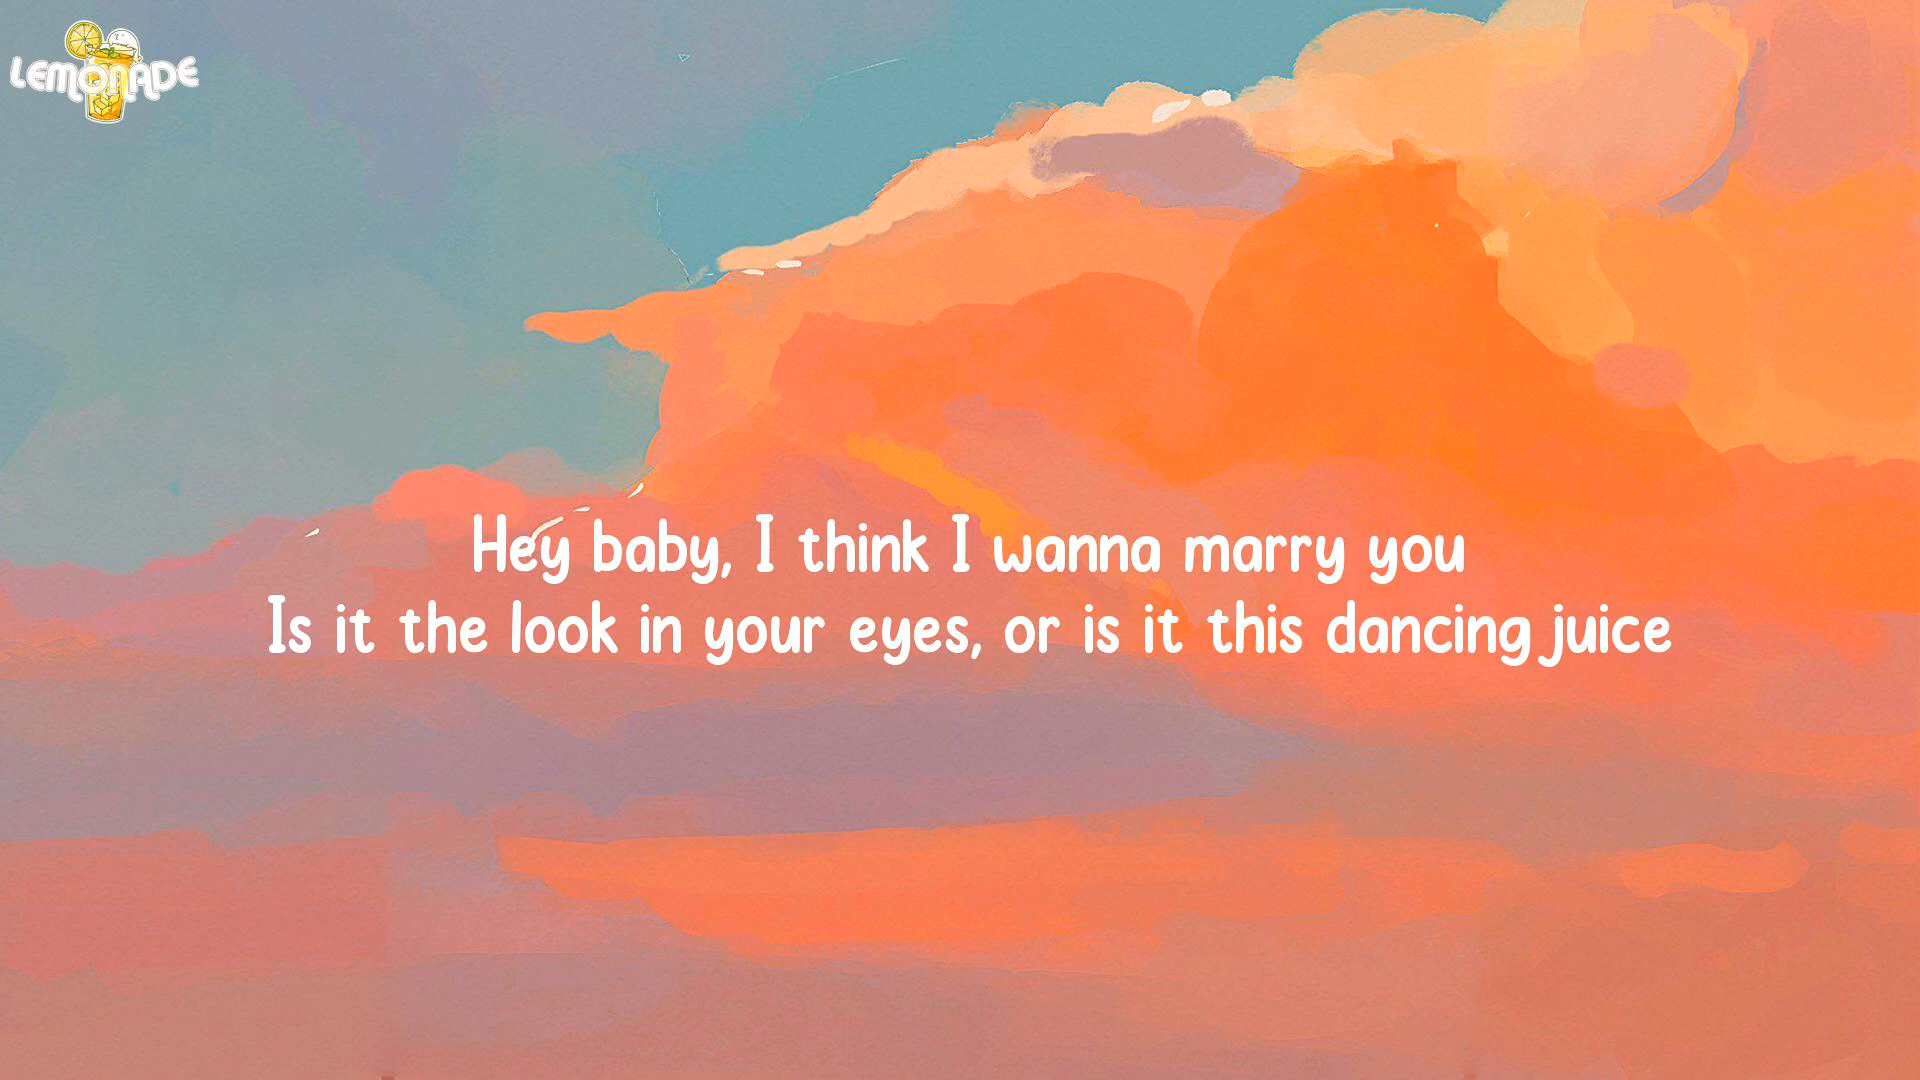 LEMONADE
Hey baby, I think I wanna marry you
Is it the look in your eyes, or is it this dancing juice